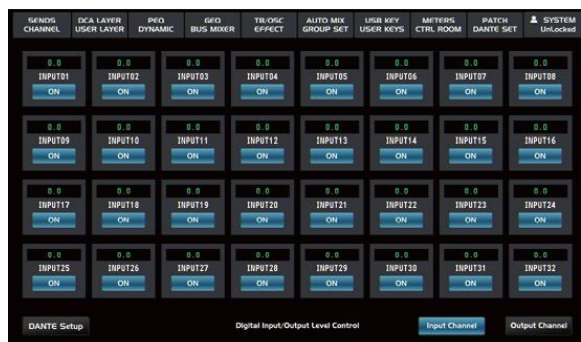 SENDS DCA LAYER PEQ GEQ TB/OSC AUTO MIX USB KEY METERS PATCH SYSTEM
CHANNEL USER LAYER DYNAMIC BUS MIXER EFFECT GROUP SET USER KEYS CTRL ROOM DANTE SET UnLocked
0.0 0.0 0.0 0.0 0.0 0.0 0.0 0.0
INPUT01 INPUT02 INPUT03 INPUT04 INPUT05 INPUT06 INPUT07 INPUT08
ON ON ON ON ON ON ON ON
0.0 0.0 0.0 0.0 0.0 0.0 0.0 0.0
INPUT09 INPUT10 INPUT11 INPUT12 INPUT13 INPUT14 INPUT15 INPUT16
ON ON ON ON ON ON ON ON
0.0 0.0 0.0 0.0 0.0 0.0 0.0 0.0
INPUT17 INPUT18 INPUT19 INPUT20 INPUT21 INPUT22 INPUT23 INPUT24
ON ON ON ON ON ON ON ON
0.0 0.0 0.0 0.0 0.0 0.0 0.0 0.0
INPUT25 INPUT26 INPUT27 INPUT28 INPUT29 INPUT30 INPUT31 INPUT32
ON ON ON ON ON ON ON ON
DANTE Setup Digital Input/Output Level Control Input Channel Output Channel